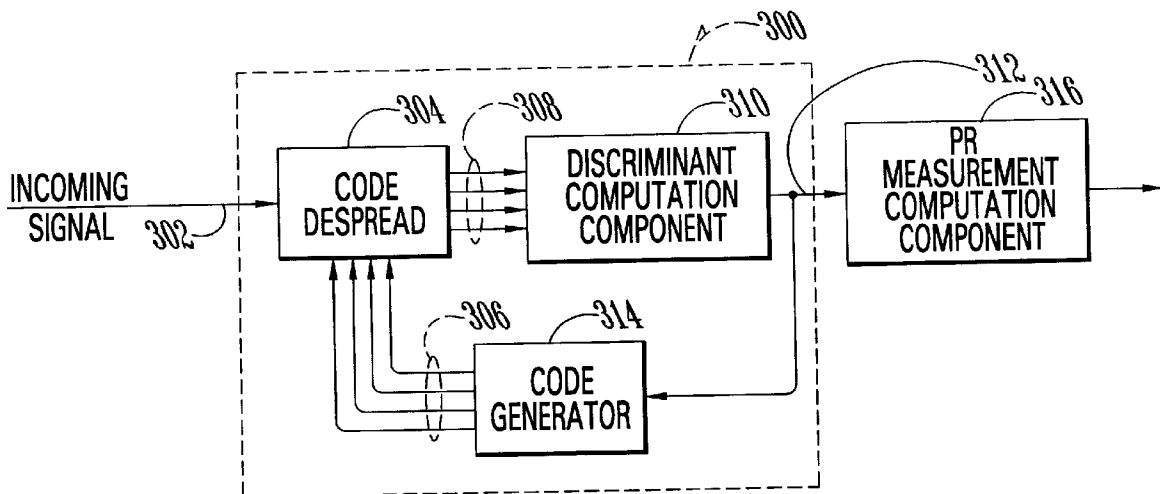 300
312
304
308
310
316
INCOMING
SIGNAL
302
CODE
DESPREAD
DISCRIMINANT
COMPUTATION
COMPONENT
PR
MEASUREMENT
COMPUTATION
COMPONENT
306
314
CODE
GENERATOR